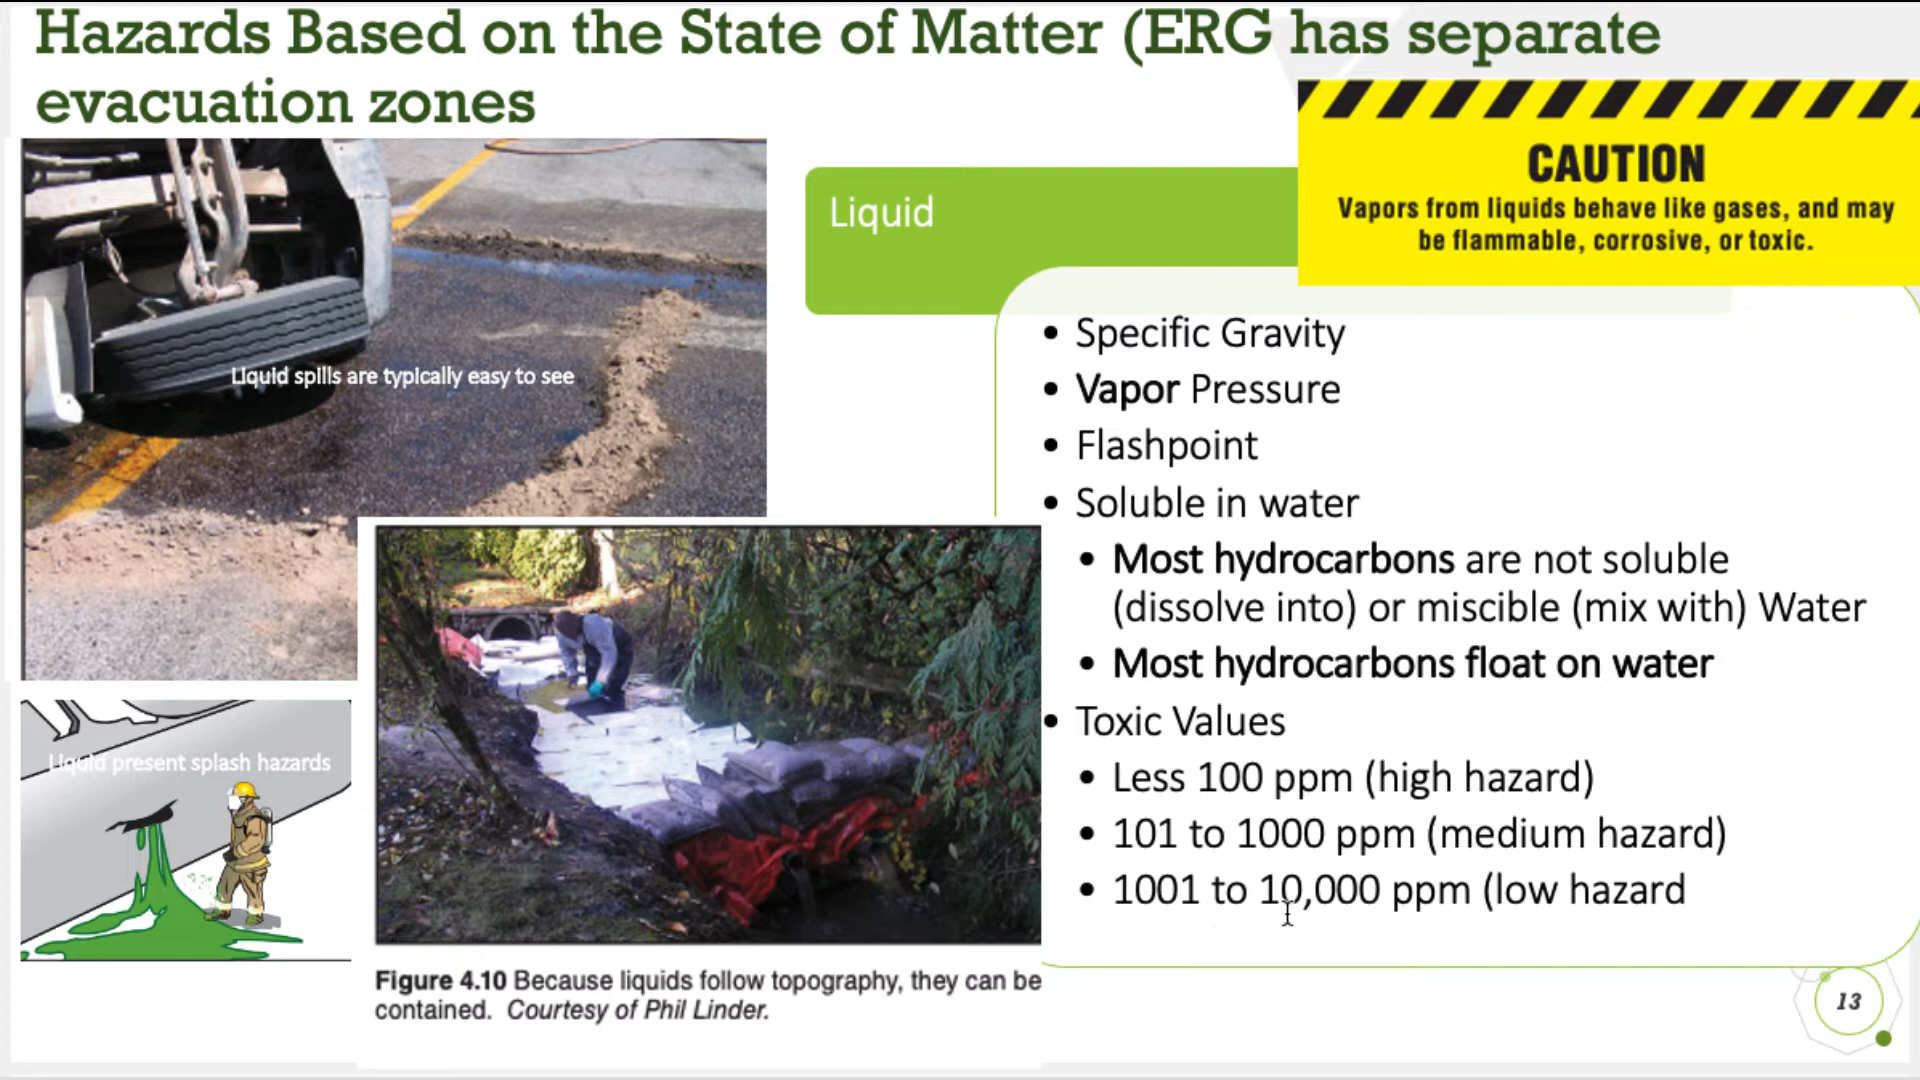 Hazards Based on the State of Matter (ERG has separate
evacuation zones
CAUTION
Vapors from liquids behave like gases, and may
be flammable, corrosive, or toxic.
Liquid
Liquid spills are typically easy to see
• Specific Gravity
• Vapor Pressure
• Flashpoint
• Soluble in water
• Most hydrocarbons are not soluble
(dissolve into) or miscible (mix with) Water
• Most hydrocarbons float on water
• Toxic Values
• Less 100 ppm (high hazard)
• 101 to 1000 ppm (medium hazard)
• 1001 to 10,000 ppm (low hazard
Liquid present splash hazards
Figure 4.10 Because liquids follow topography, they can be
contained. Courtesy of Phil Linder.
13